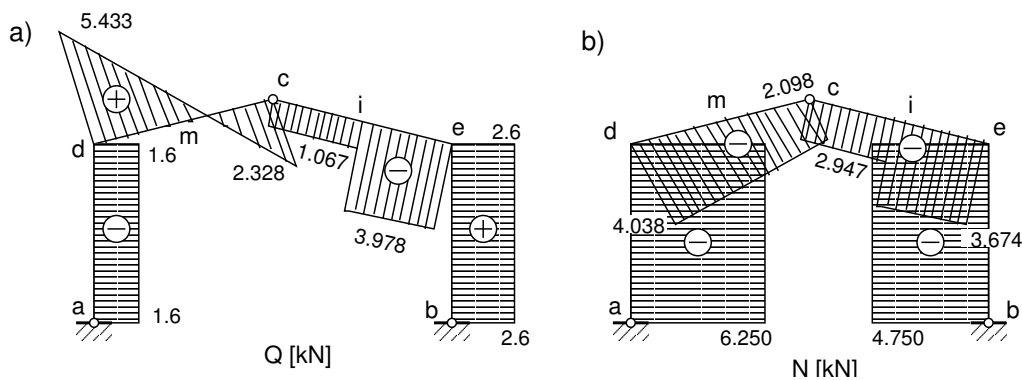 a)
5.433
c
i
m
d
e
2.6
1.6
1.067
2.328
3.978
a
1.6
b
2.6
Q [kN]
b)
2.098
c
m
i
d
e
2.947
4.038
3.674
a
b
6.250
4.750
N [kN]